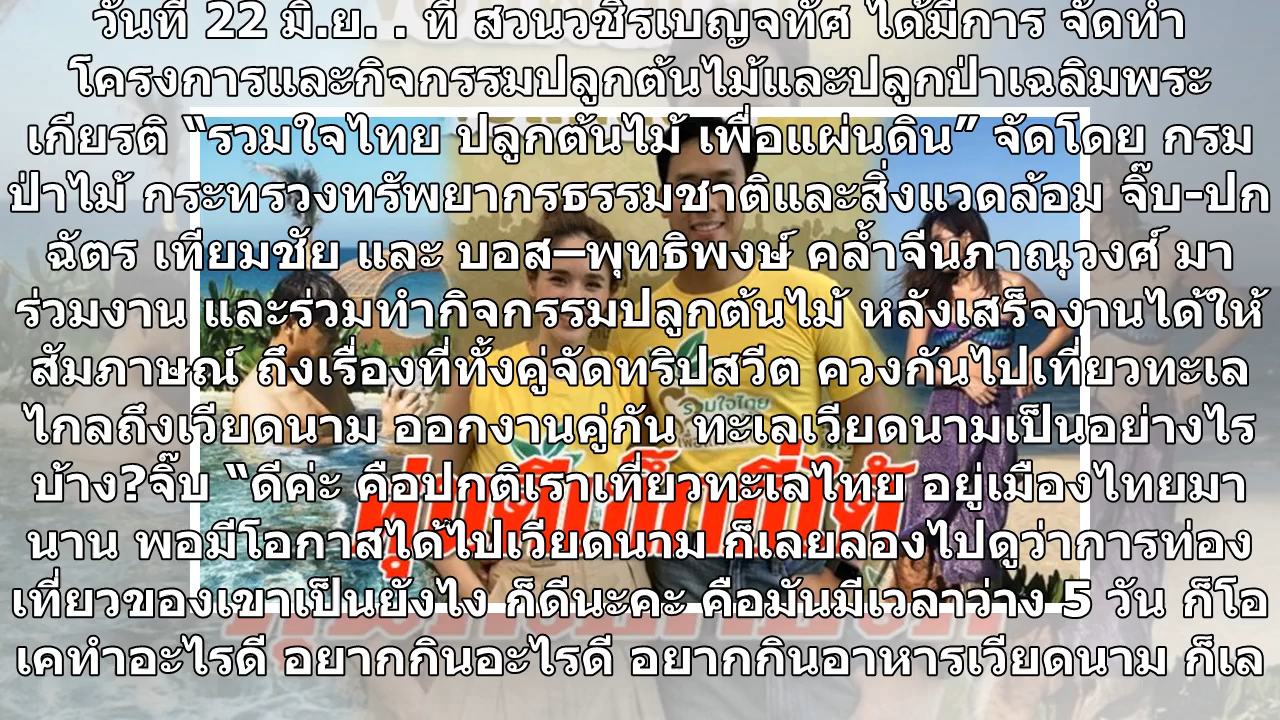 วันที่ 22 มิ.ย. . ที่ สวนวชิรเบญจทัศ ได้มีการ จัดทำ
โครงการและกิจกรรมปลูกต้นไม้และปลูกป่าเฉลิมพระ
เกียรติ “รวมใจไทย ปลูกต้นไม้ เพื่อแผ่นดิน” จัดโดย กรม
ป่าไม้ กระทรวงทรัพยากรธรรมชาติและสิ่งแวดล้อม จิ๊บ-ปก
ฉัตร เทียมชัย และ บอส–พุทธิพงษ์ คล้ำจีนภาณุวงศ์ มา
ร่วมงาน และร่วมทำกิจกรรมปลูกต้นไม้ หลังเสร็จงานได้ให้
สัมภาษณ์ ถึงเรื่องที่ทั้งคู่จัดทริปสวีต ควงกันไปเที่ยวทะเล
ไกลถึงเวียดนาม ออกงานคู่กัน ทะเลเวียดนามเป็นอย่างไร
รวมใจไทย
บ้าง?จิ๊บ “ดีค่ะ คือปกติเราเที่ยวทะเลไทย อยู่เมืองไทยมา
นาน พอมีโอกาสได้ไปเวียดนาม ก็เลยลองไปดูว่าการท่อง
เที่ยวของเขาเป็นยังไง ก็ดีนะคะ คือมันมีเวลาว่าง 5 วัน ก็โอ
เคทำอะไรดี อยากกินอะไรดี อยากกินอาหารเวียดนาม ก็เล